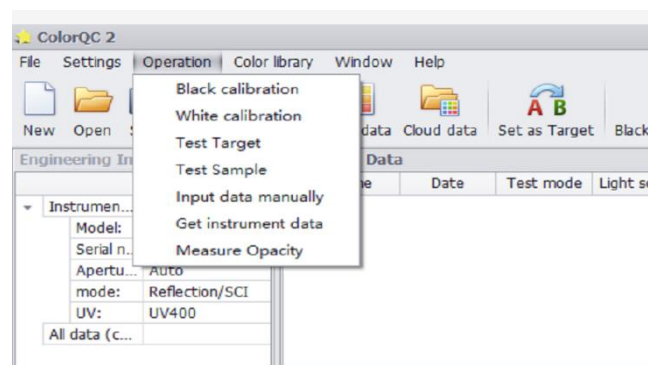 ColorQC 2
File Settings Operation Color library Window Help
Black calibration
White calibration
Test Target
Test Sample
Input data manually
Get instrument data
Measure Opacity
New Open data Cloud data Set as Target Black
Data
Date Test mode Light
Instrumen...
Model:
Serial n...
Apertu... Auto
mode: Reflection/SCI
UV: UV400
All data (c...